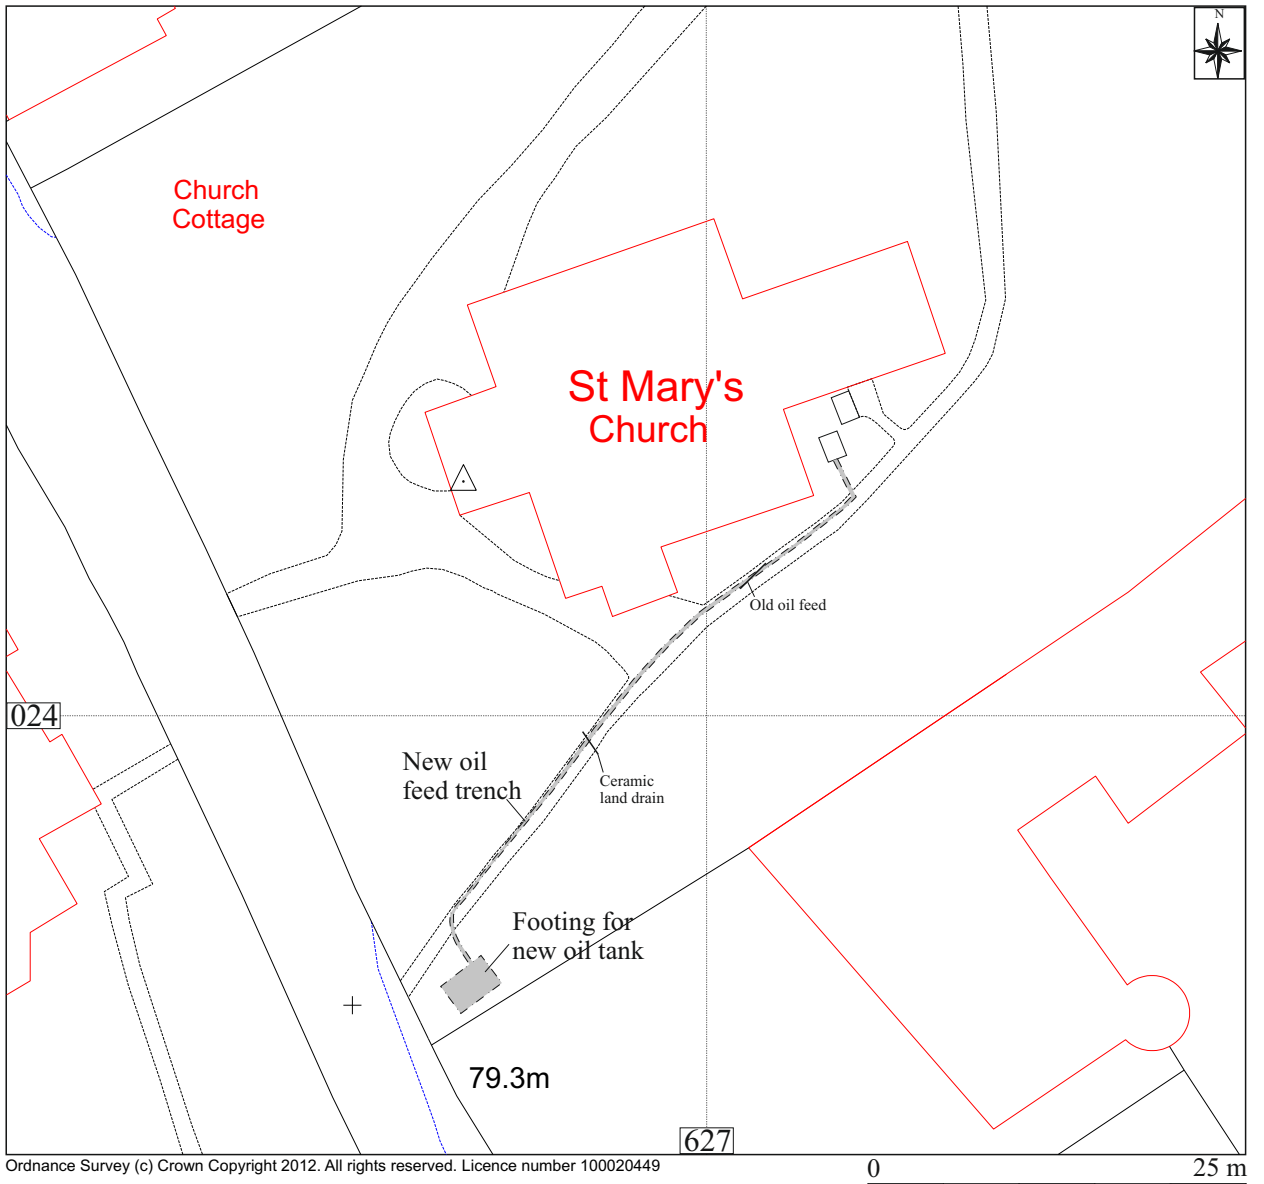 N
Church
Cottage
St Mary's
Church
Old oil feed
024
New oil
feed trench
Ceramic
land drain
Footing for
new oil tank
79.3m
627
Ordnance Survey (c) Crown Copyright 2012. All rights reserved. Licence number 100020449
0 25 m